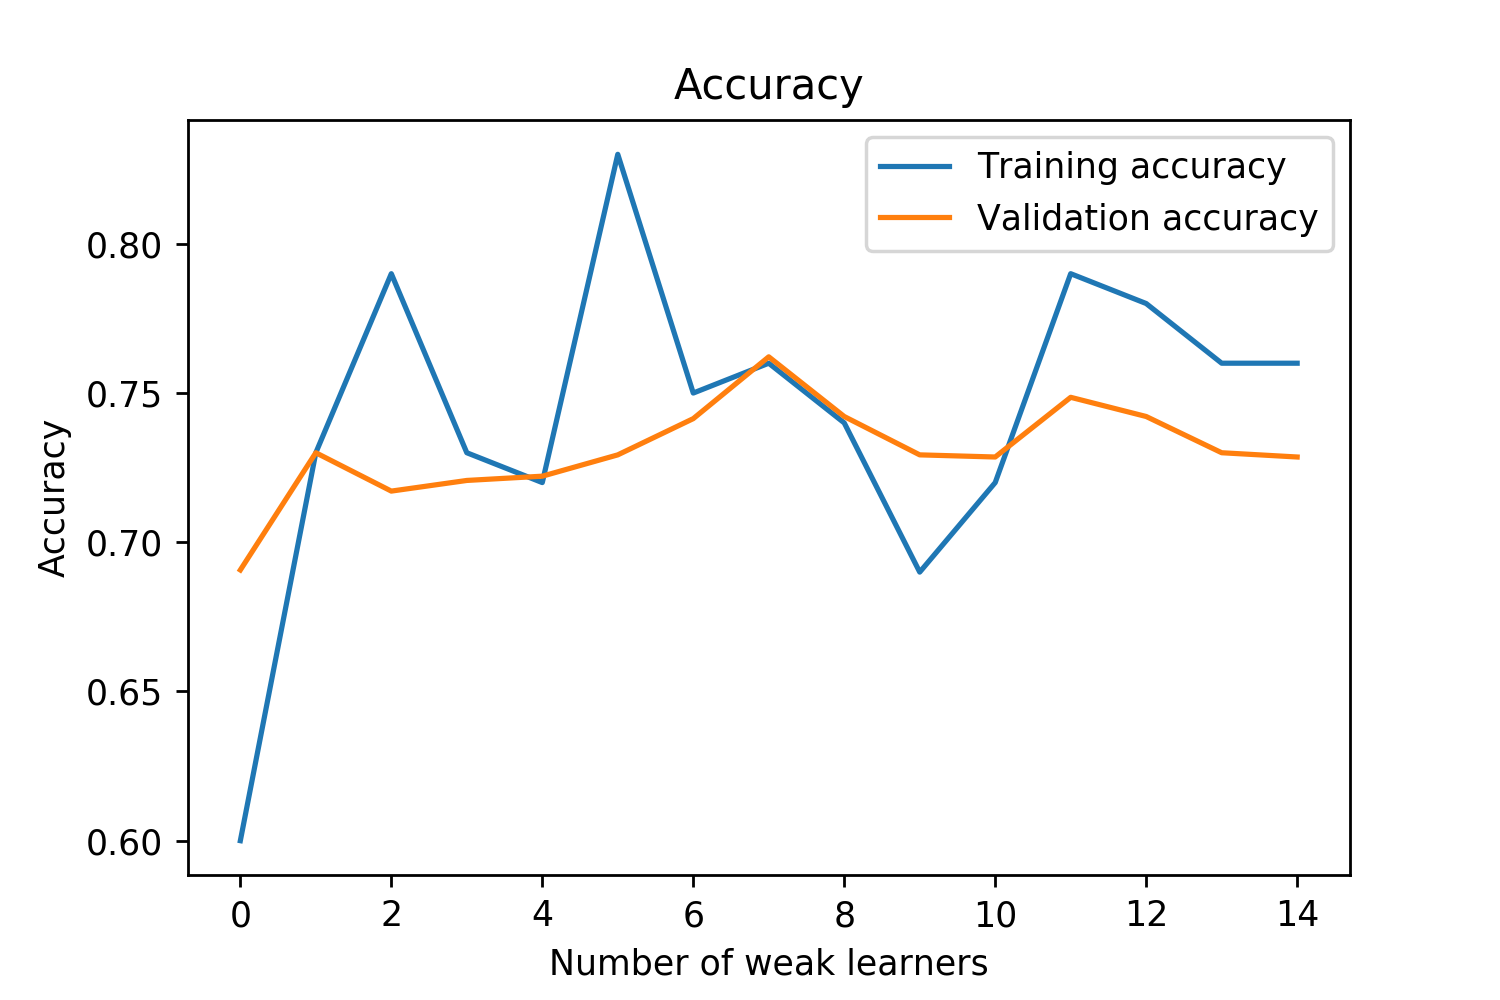 Accuracy
Training accuracy
Validation accuracy
0.80
0.75
0.70
0.65
0.60
Accuracy
0 2 4 6 8 10 12 14
Number of weak learners